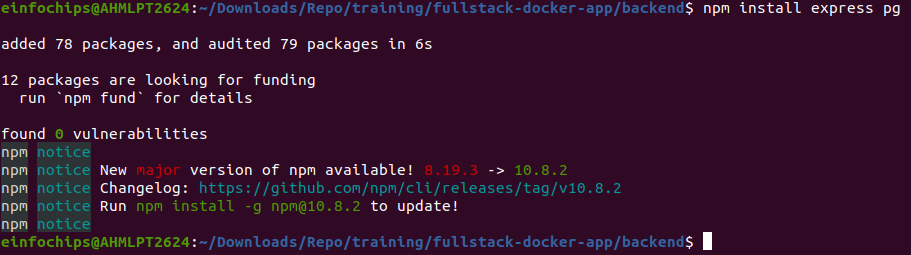 einfochips@AHMLPT2624:~/Downloads/Repo/training/fullstack-docker-app/backend$ npm install express pg
added 78 packages, and audited 79 packages in 6s
12 packages are looking for funding
  run `npm fund` for details
found 0 vulnerabilities
npm notice
npm notice New major version of npm available! 8.19.3 -> 10.8.2
npm notice Changelog: https://github.com/npm/cli/releases/tag/v10.8.2
npm notice Run npm install -g npm@10.8.2 to update!
npm notice
einfochips@AHMLPT2624:~/Downloads/Repo/training/fullstack-docker-app/backend$